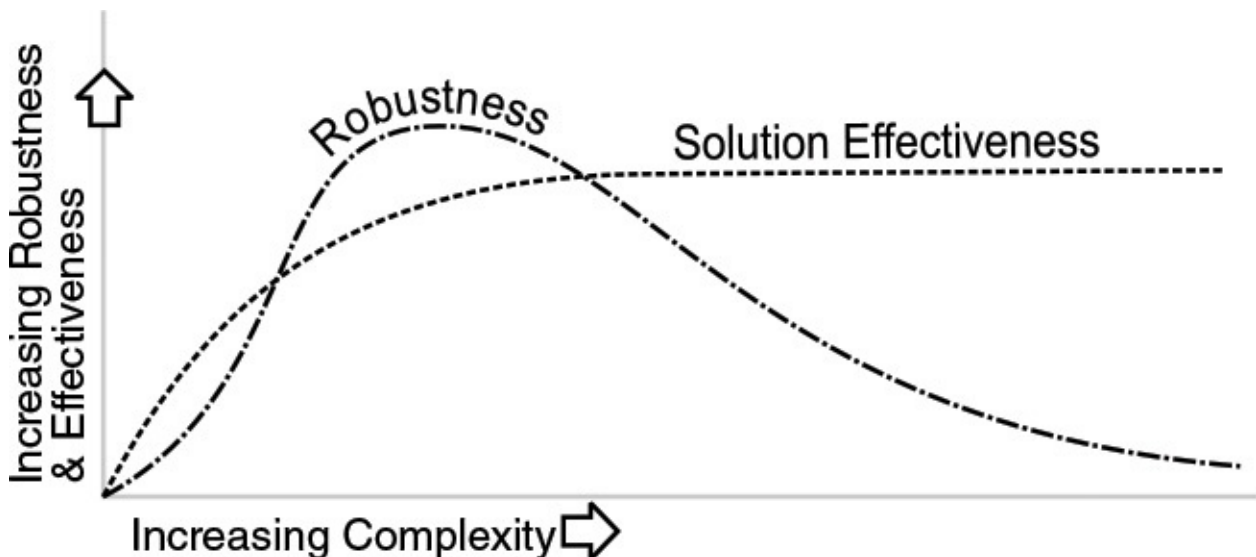 Increasing Robustness
& Effectiveness
Robustness
Solution Effectiveness
Increasing Complexity